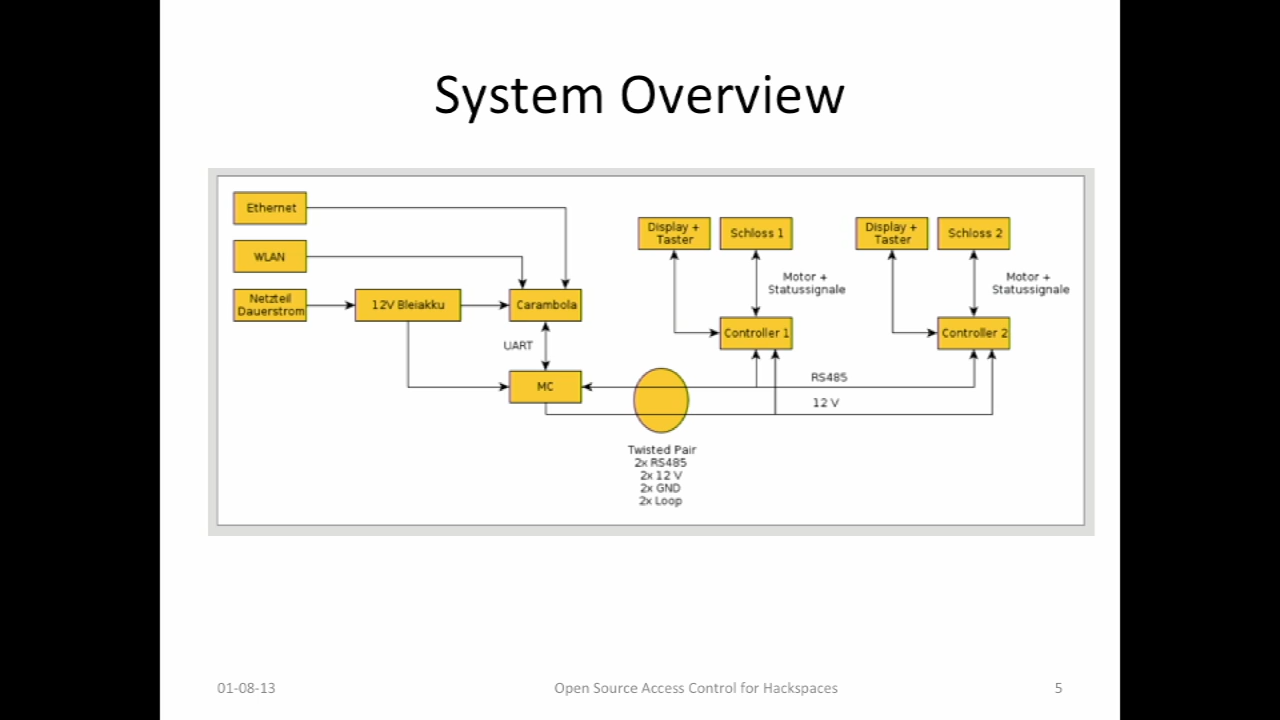 System Overview
Ethernet
WLAN
Netzteil
Dauerstrom
12V Bleiakku
Carambola
UART
MC
Display +
Taster
Schloss 1
Motor +
Statussignale
Controller 1
Display +
Taster
Schloss 2
Motor +
Statussignale
Controller 2
RS485
12 V
Twisted Pair
2x RS485
2x 12 V
2x GND
2x Loop
01-08-13
Open Source Access Control for Hackspaces
5